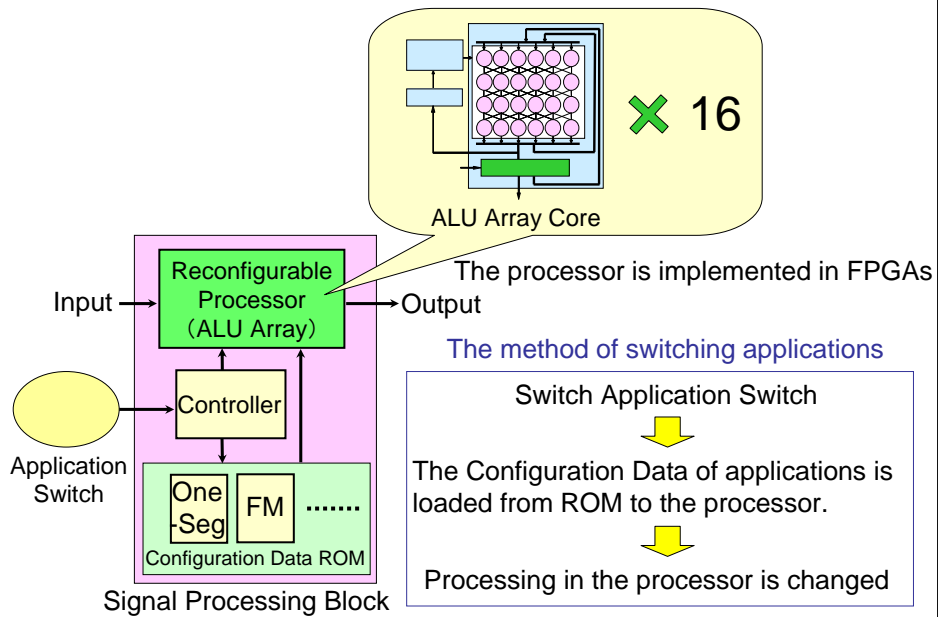 × 16
ALU Array Core
Reconfigurable
Processor
（ALU Array）
Input
Output
The processor is implemented in FPGAs
Controller
Application
Switch
One
-Seg
FM
........
Configuration Data ROM
Signal Processing Block
The method of switching applications
Switch Application Switch
The Configuration Data of applications is
loaded from ROM to the processor.
Processing in the processor is changed